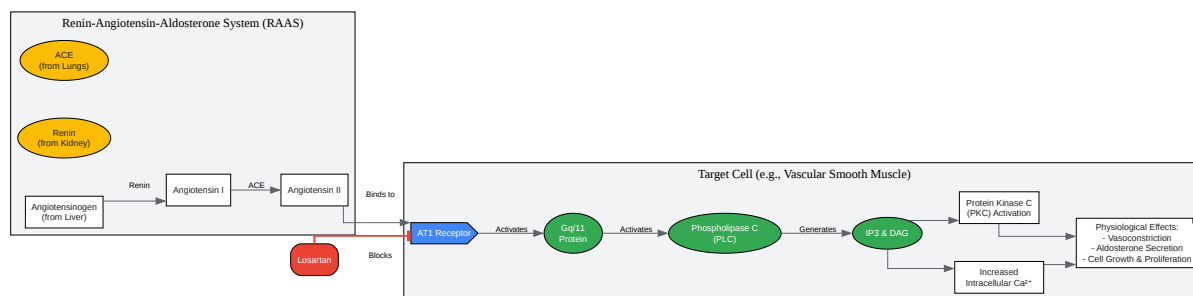 Renin-Angiotensin-Aldosterone System (RAAS)
ACE
(from Lungs)
Renin
(from Kidney)
Angiotensinogen
(from Liver)
Renin
Angiotensin I
ACE
Angiotensin II
Binds to
Losartan
Blocks
Target Cell (e.g., Vascular Smooth Muscle)
AT1 Receptor
Activates
Gq/11
Protein
Activates
Phospholipase C
(PLC)
Generates
IP3 & DAG
Protein Kinase C
(PKC) Activation
Increased
Intracellular Ca²⁺
Physiological Effects:
- Vasoconstriction
- Aldosterone Secretion
- Cell Growth & Proliferation